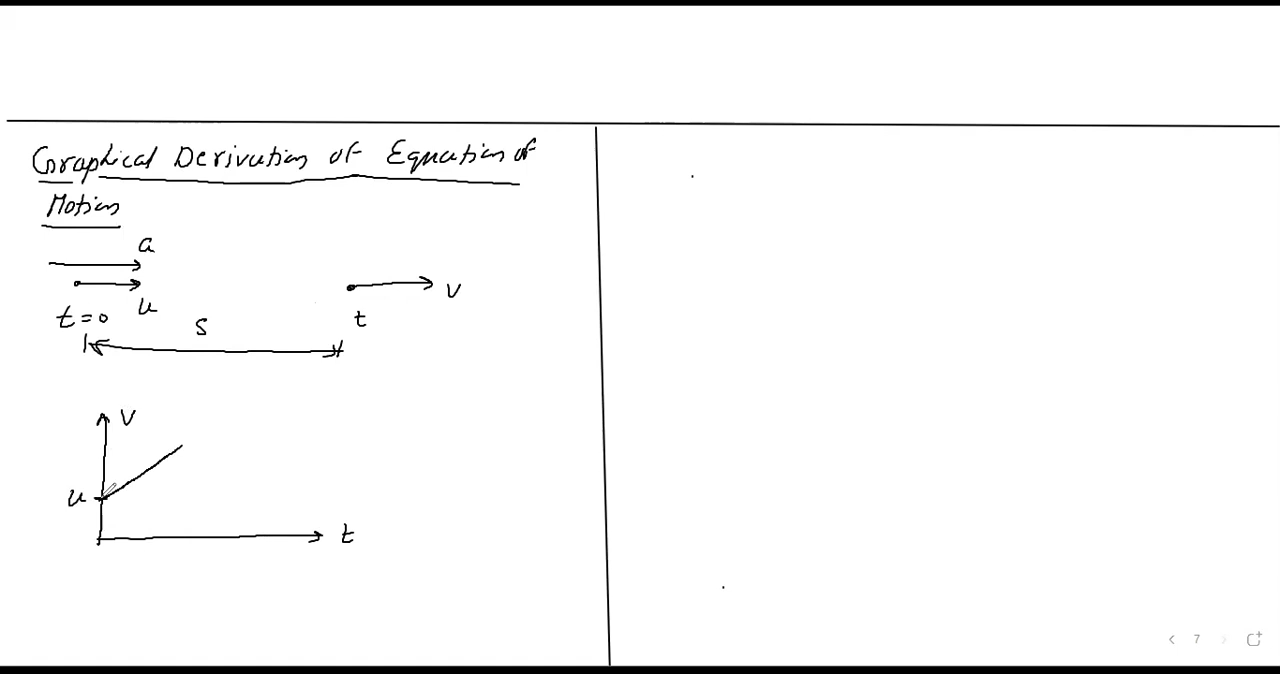 Graphical Derivation of Equation of
Motion
a
u
v
t=0
t
S
V
u
t
7